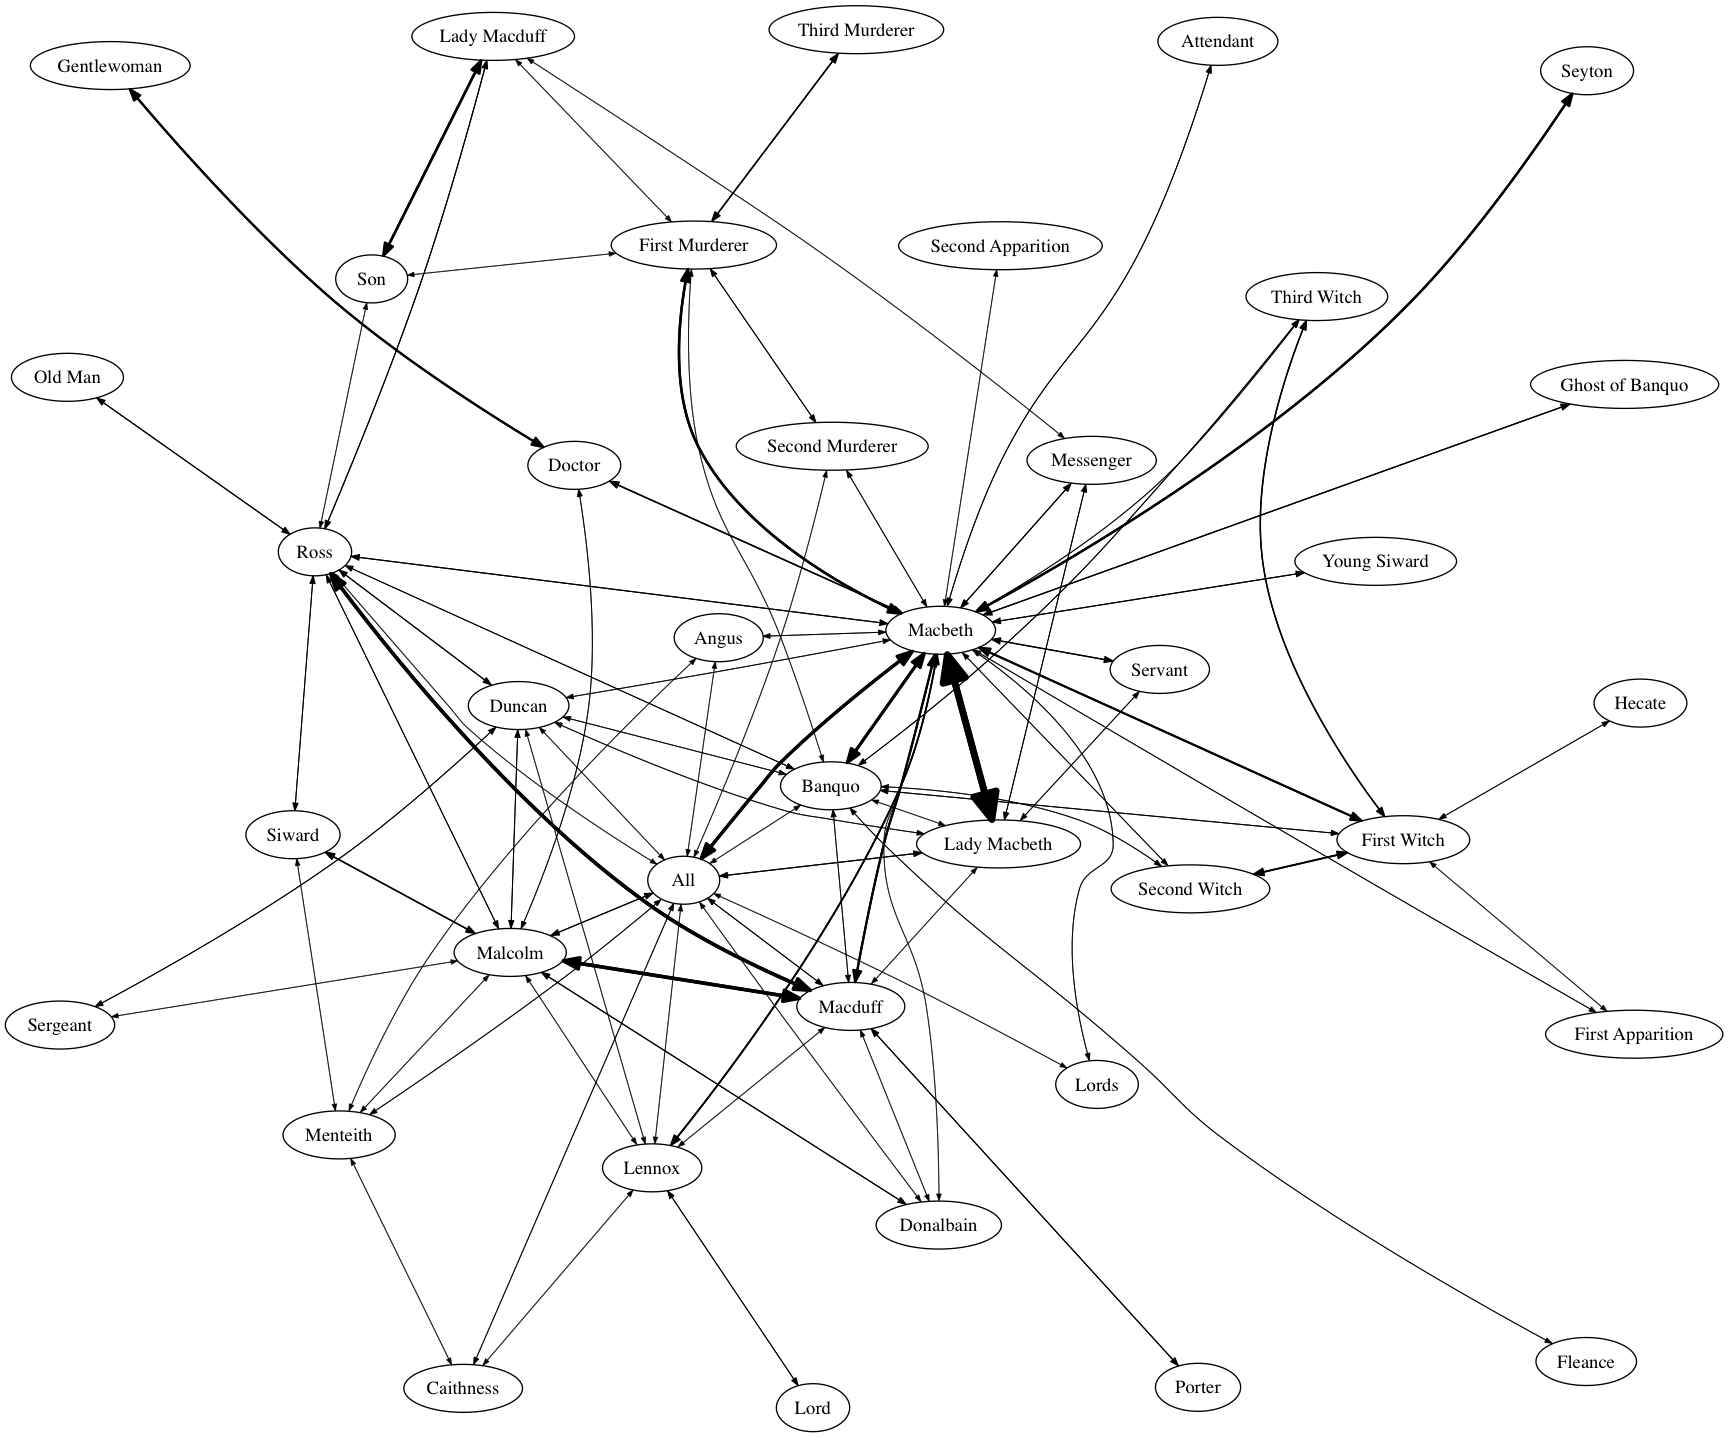 Third Murderer
Lady Macduff
Attendant
Gentlewoman
Seyton
First Murderer
Second Apparition
Son
Third Witch
Old Man
Ghost of Banquo
Second Murderer
Messenger
Doctor
Ross
Young Siward
Macbeth
Angus
Servant
Hecate
Duncan
Banquo
Siward
First Witch
Lady Macbeth
All
Second Witch
Malcolm
Macduff
Sergeant
First Apparition
Lords
Menteith
Lennox
Donalbain
Fleance
Porter
Caithness
Lord